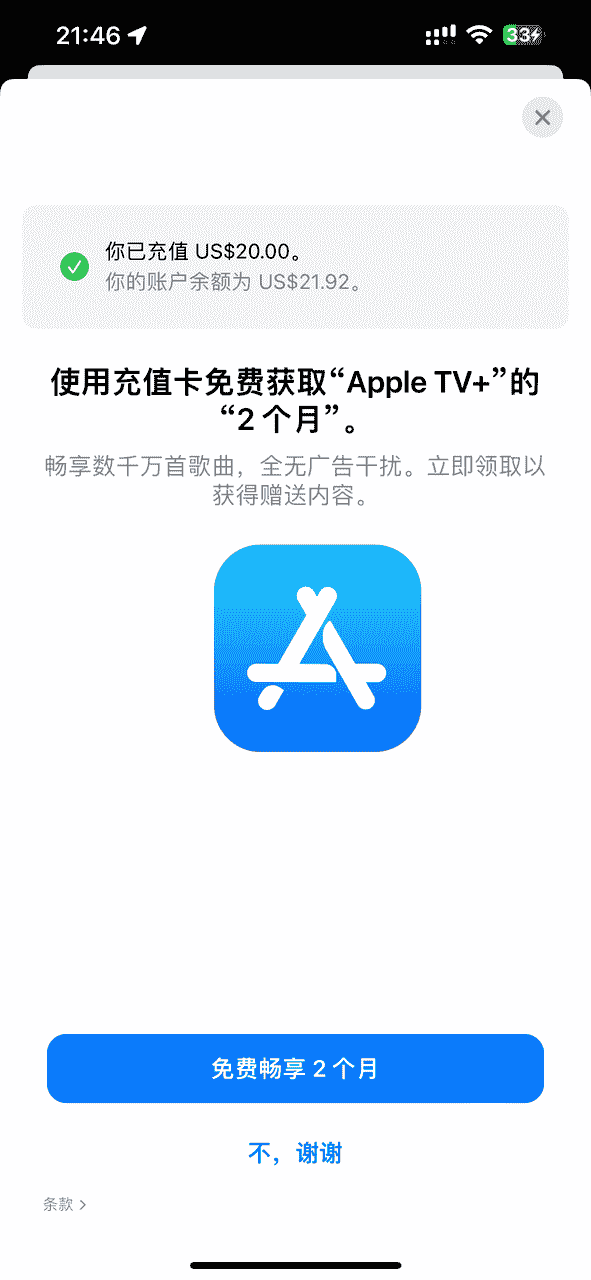 21:46
33
你已充值 US$20.00。
你的账户余额为 US$21.92。
使用充值卡免费获取“Apple TV+”的
“2 个月”。
畅享数千万首歌曲，全无广告干扰。立即领取以
获得赠送内容。
免费畅享 2 个月
不，谢谢
条款